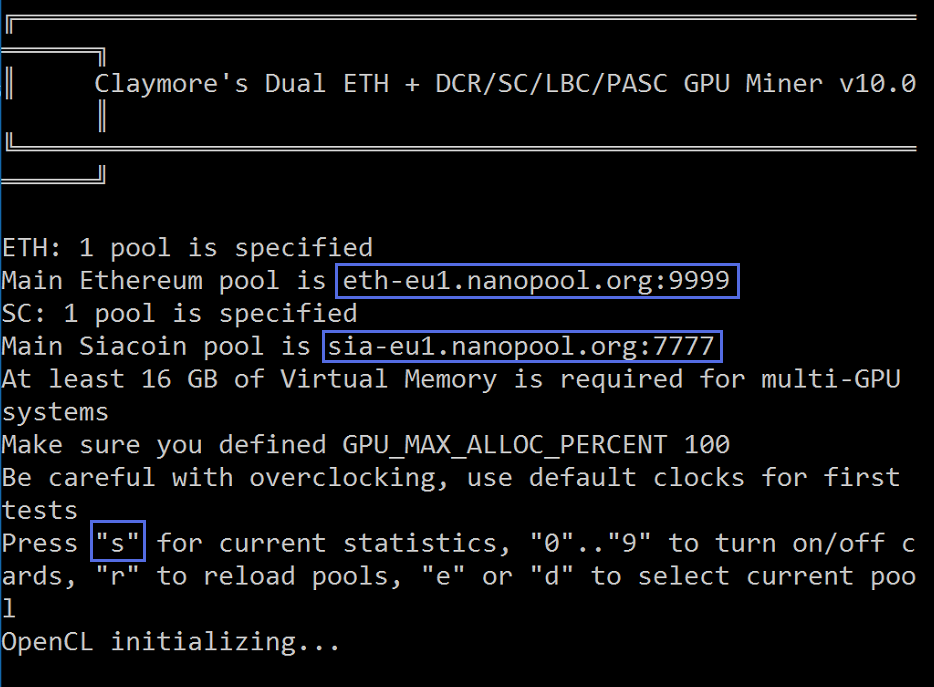 Claymore's Dual ETH + DCR/SC/LBC/PASC GPU Miner v10.0
ETH: 1 pool is specified
Main Ethereum pool is eth-eu1.nanopool.org:9999
SC: 1 pool is specified
Main Siacoin pool is sia-eu1.nanopool.org:7777
At least 16 GB of Virtual Memory is required for multi-GPU
systems
Make sure you defined GPU_MAX_ALLOC_PERCENT 100
Be careful with overclocking, use default clocks for first
tests
Press "s" for current statistics, "0".."9" to turn on/off c
ards, "r" to reload pools, "e" or "d" to select current poo
l
OpenCL initializing...